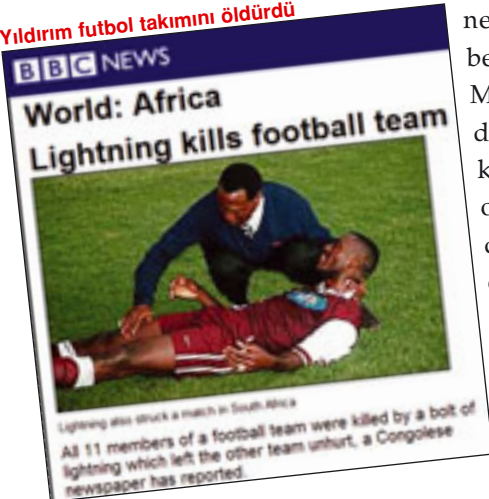 Yıldırım futbol takımını öldürdü
BBC NEWS
World: Africa
Lightning kills football team
Lightning also struck a match in South Africa
All 11 members of a football team were killed by a bolt of
lightning which left the other team unhurt, a Congolese
newspaper has reported.
ne
be
M
d
k